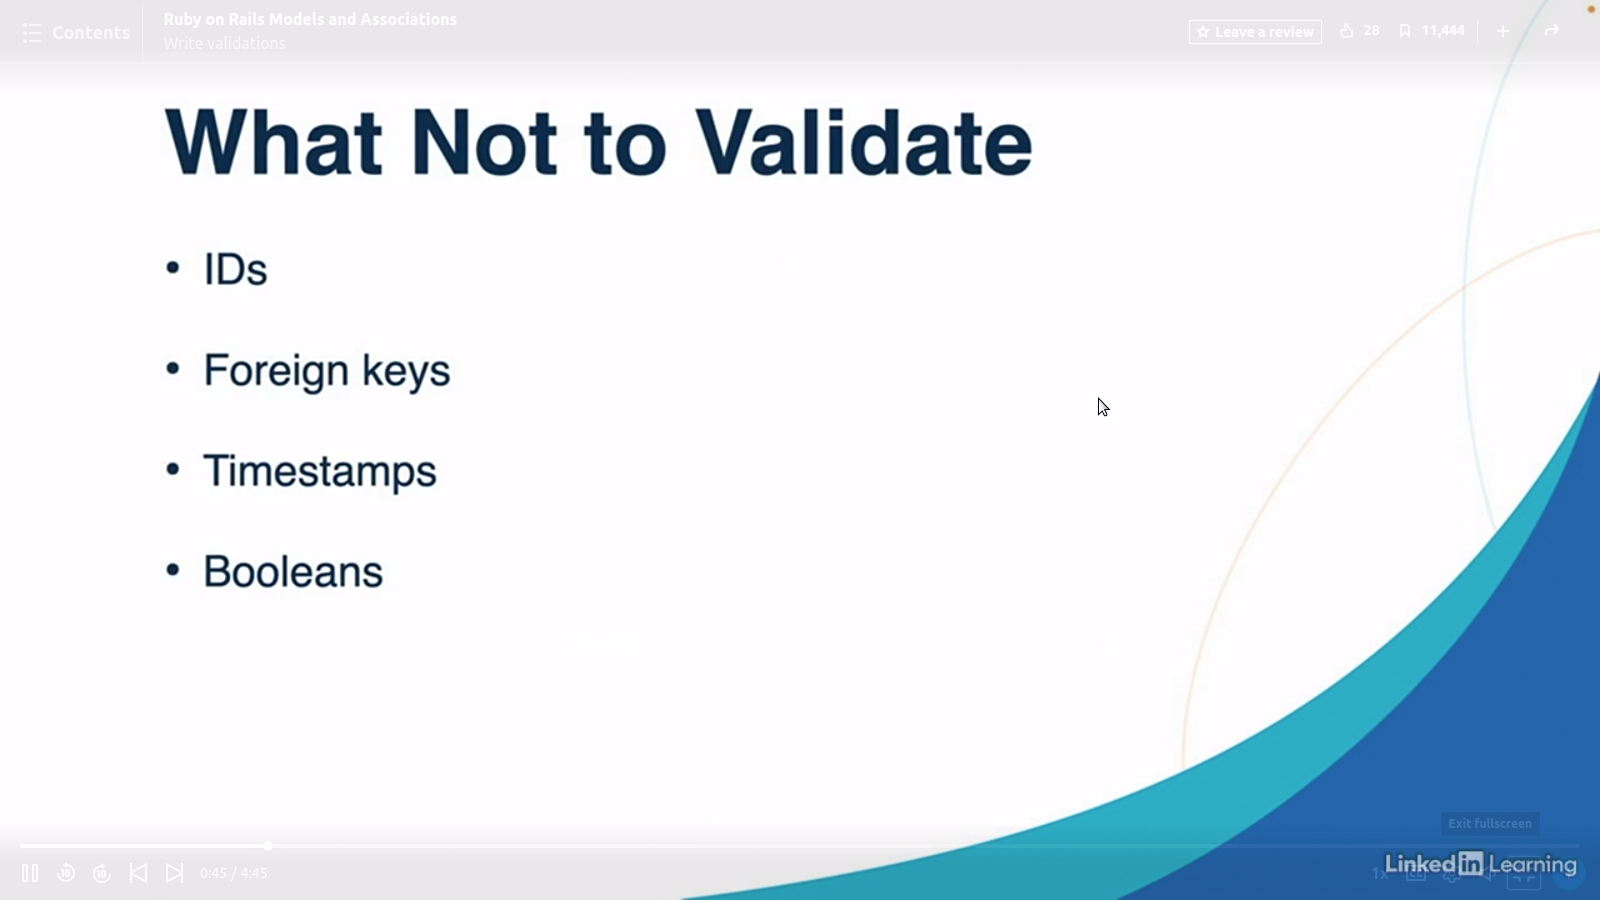 Contents
Ruby on Rails Models and Associations
Write validations
Leave a review
28
11,444
What Not to Validate
• IDs
• Foreign keys
• Timestamps
• Booleans
Exit fullscreen
10
10
0:45 / 4:45
1x
CC
LinkedIn Learning